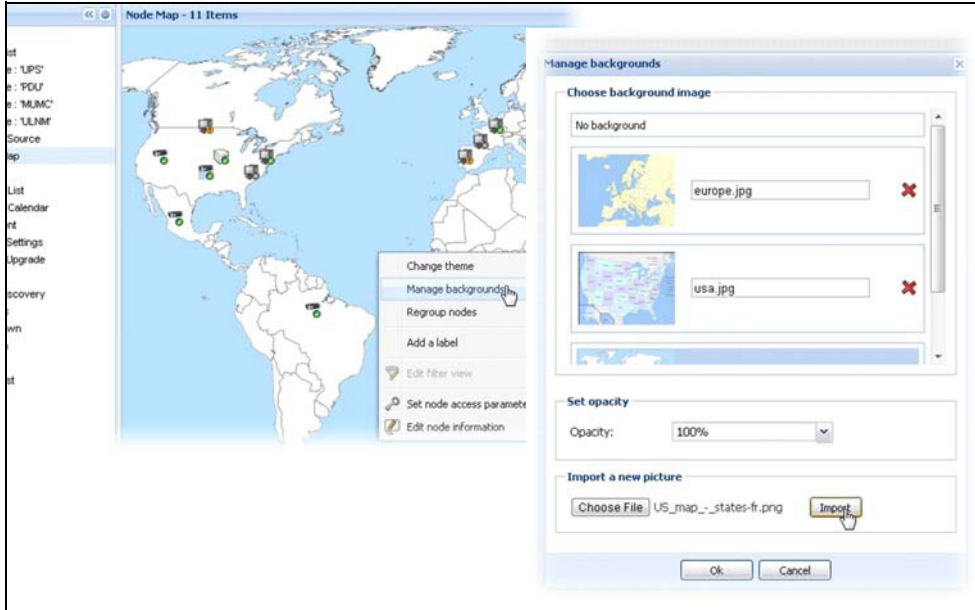 Node Map - 11 Items
ist
e : 'UPS'
e : 'PDU'
e : 'MUMC'
e : 'ULNM'
Source
ap
List
Calendar
nt
Settings
Upgrade
scovery
s
wn
st
Change theme
Manage backgrounds
Regroup nodes
Add a label
Edit filter view
Set node access paramete
Edit node information
Manage backgrounds
Choose background image
No background
europe.jpg
usa.jpg
Set opacity
Opacity:
100%
Import a new picture
Choose File US_map_-_states-fr.png
Import
Ok
Cancel